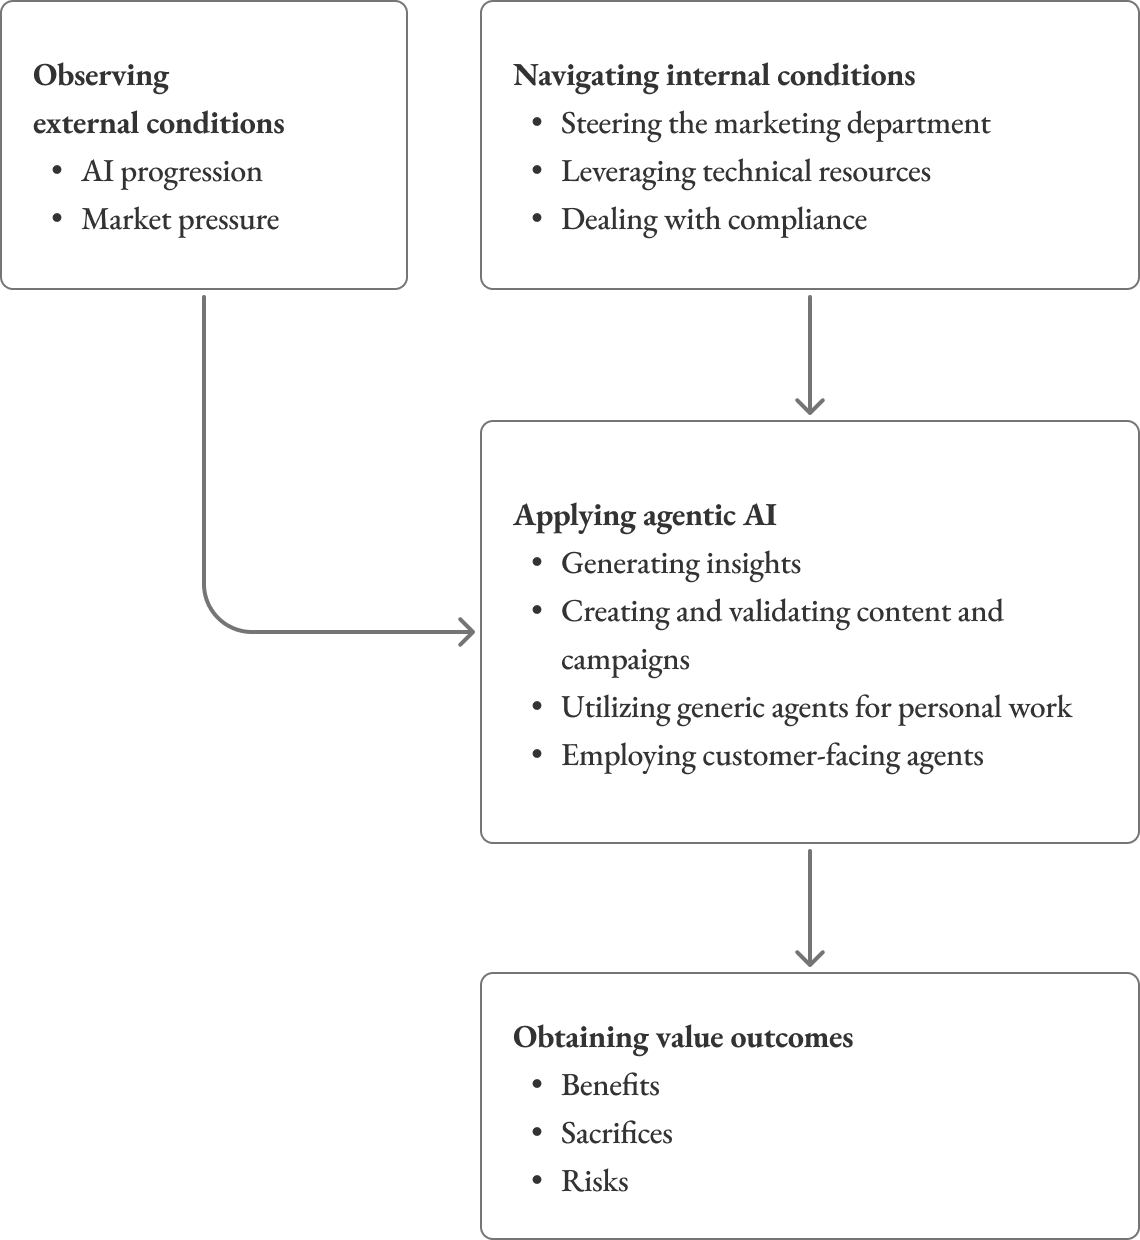 Observing
external conditions
• AI progression
• Market pressure
Navigating internal conditions
• Steering the marketing department
• Leveraging technical resources
• Dealing with compliance
Applying agentic AI
• Generating insights
• Creating and validating content and
campaigns
• Utilizing generic agents for personal work
• Employing customer-facing agents
Obtaining value outcomes
• Benefits
• Sacrifices
• Risks